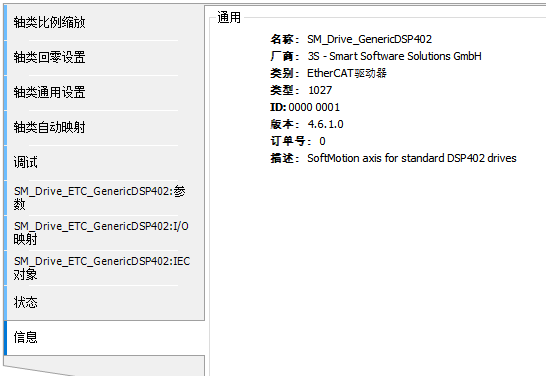 轴类比例缩放
轴类回零设置
轴类通用设置
轴类自动映射
调试
SM_Drive_ETC_GenericDSP402:参
数
SM_Drive_ETC_GenericDSP402:I/O
映射
SM_Drive_ETC_GenericDSP402:IEC
对象
状态
信息
通用
名称： SM_Drive_GenericDSP402
厂商： 3S - Smart Software Solutions GmbH
类别： EtherCAT驱动器
类型： 1027
ID: 0000 0001
版本： 4.6.1.0
订单号： 0
描述： SoftMotion axis for standard DSP402 drives